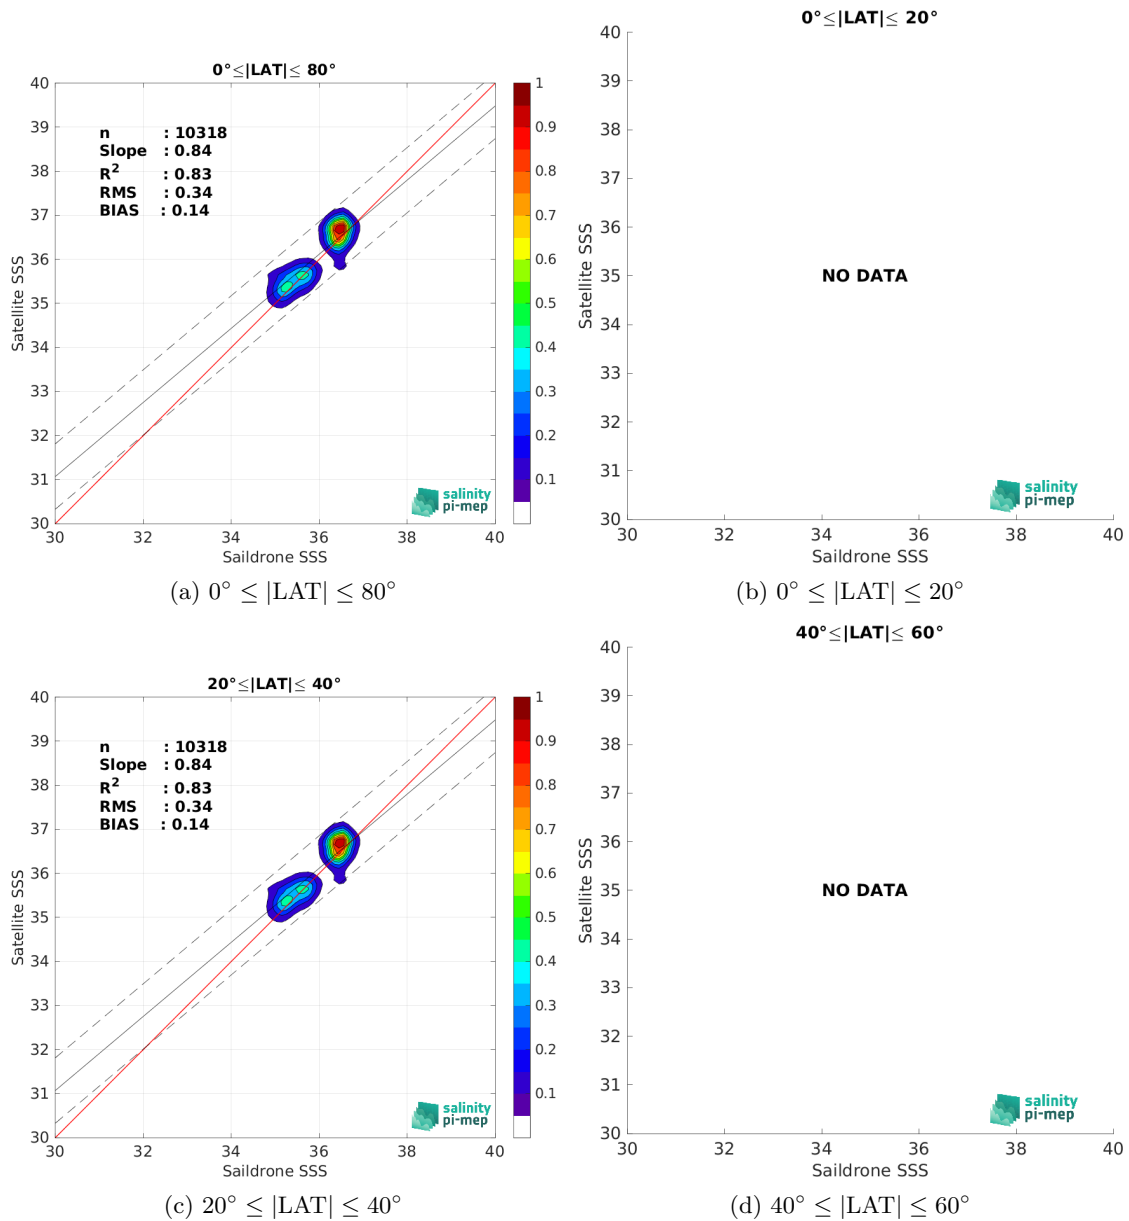 0°≤|LAT|≤ 80°
40
39
38
37
36
35
34
33
32
31
30
n : 10318
Slope : 0.84
R² : 0.83
RMS : 0.34
BIAS : 0.14
Satellite SSS
30 32 34 36 38 40
Saildrone SSS
salinity
pi-mep
1
0.9
0.8
0.7
0.6
0.5
0.4
0.3
0.2
0.1
(a) 0° ≤ |LAT| ≤ 80°
0°≤|LAT|≤ 20°
40
39
38
37
36
35
34
33
32
31
30
Satellite SSS
NO DATA
salinity
pi-mep
30 32 34 36 38 40
Saildrone SSS
(b) 0° ≤ |LAT| ≤ 20°
20°≤|LAT|≤ 40°
40
39
38
37
36
35
34
33
32
31
30
n : 10318
Slope : 0.84
R² : 0.83
RMS : 0.34
BIAS : 0.14
Satellite SSS
30 32 34 36 38 40
Saildrone SSS
salinity
pi-mep
1
0.9
0.8
0.7
0.6
0.5
0.4
0.3
0.2
0.1
(c) 20° ≤ |LAT| ≤ 40°
40°≤|LAT|≤ 60°
40
39
38
37
36
35
34
33
32
31
30
Satellite SSS
NO DATA
salinity
pi-mep
30 32 34 36 38 40
Saildrone SSS
(d) 40° ≤ |LAT| ≤ 60°